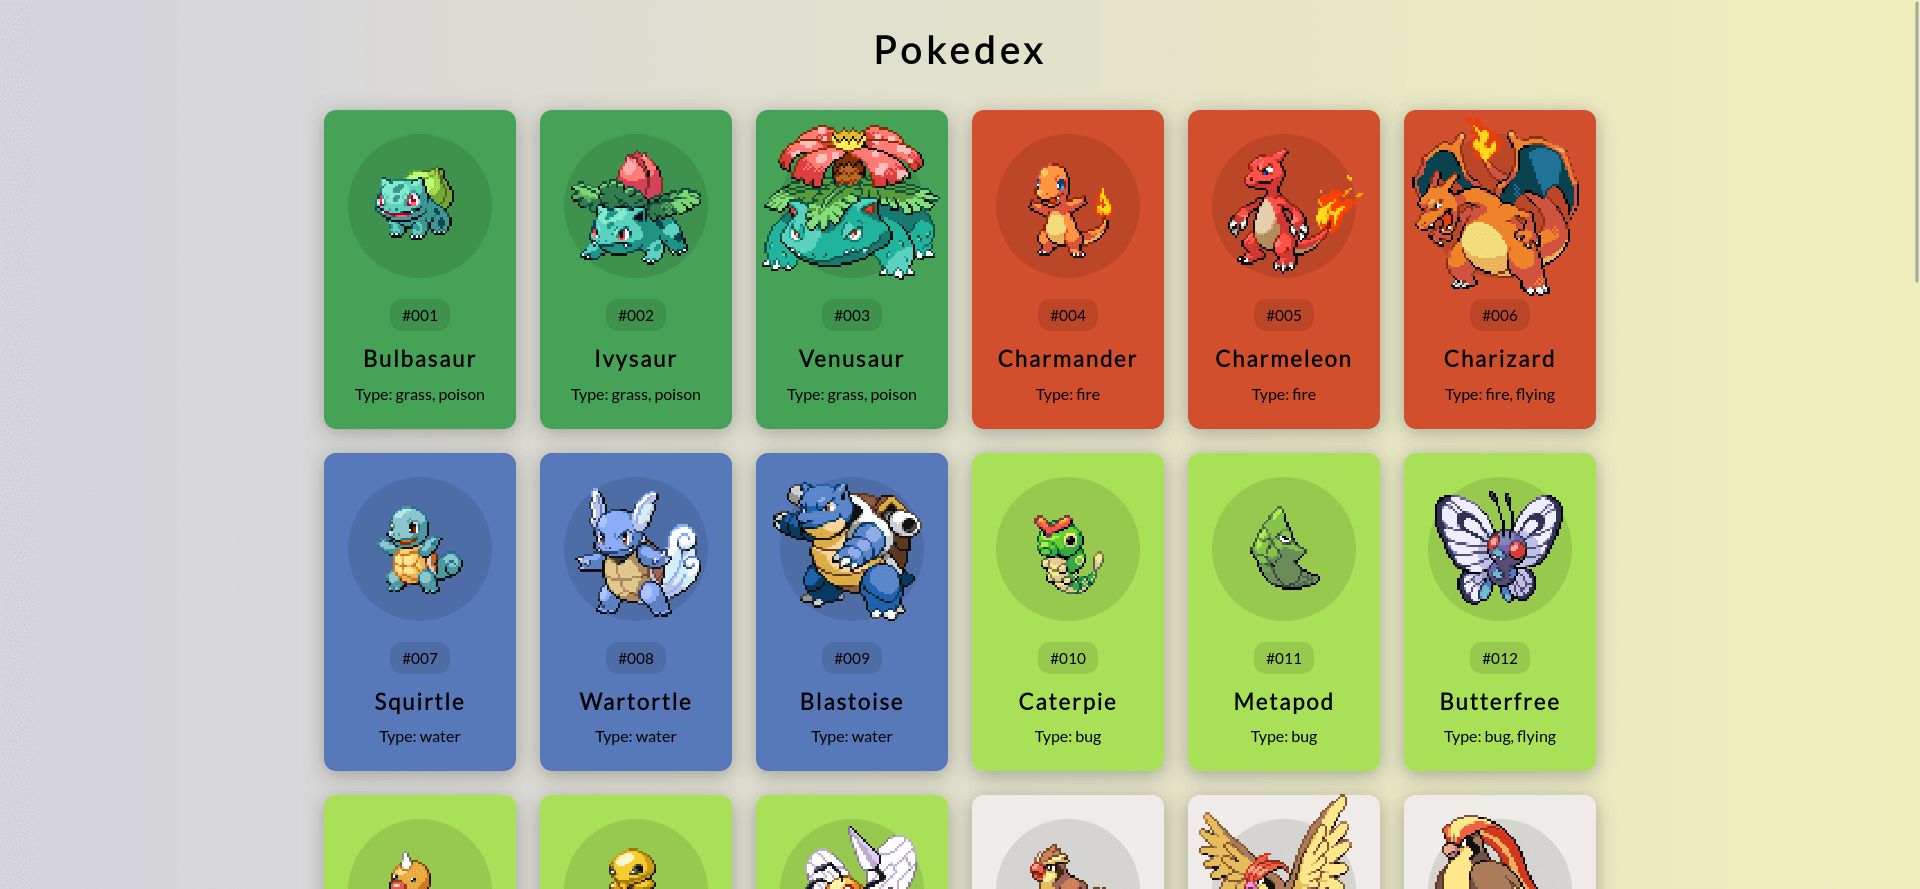 Pokedex
#001
Bulbasaur
Type: grass, poison
#002
Ivysaur
Type: grass, poison
#003
Venusaur
Type: grass, poison
#004
Charmander
Type: fire
#005
Charmeleon
Type: fire
#006
Charizard
Type: fire, flying
#007
Squirtle
Type: water
#008
Wartortle
Type: water
#009
Blastoise
Type: water
#010
Caterpie
Type: bug
#011
Metapod
Type: bug
#012
Butterfree
Type: bug, flying